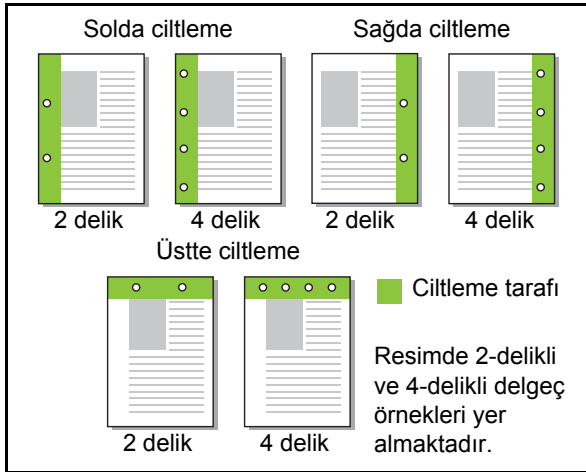 Solda ciltleme
Sağda ciltleme
2 delik
4 delik
2 delik
4 delik
Üstte ciltleme
2 delik
4 delik
Ciltleme tarafı
Resimde 2-delikli
ve 4-delikli delgeç
örnekleri yer
almaktadır.